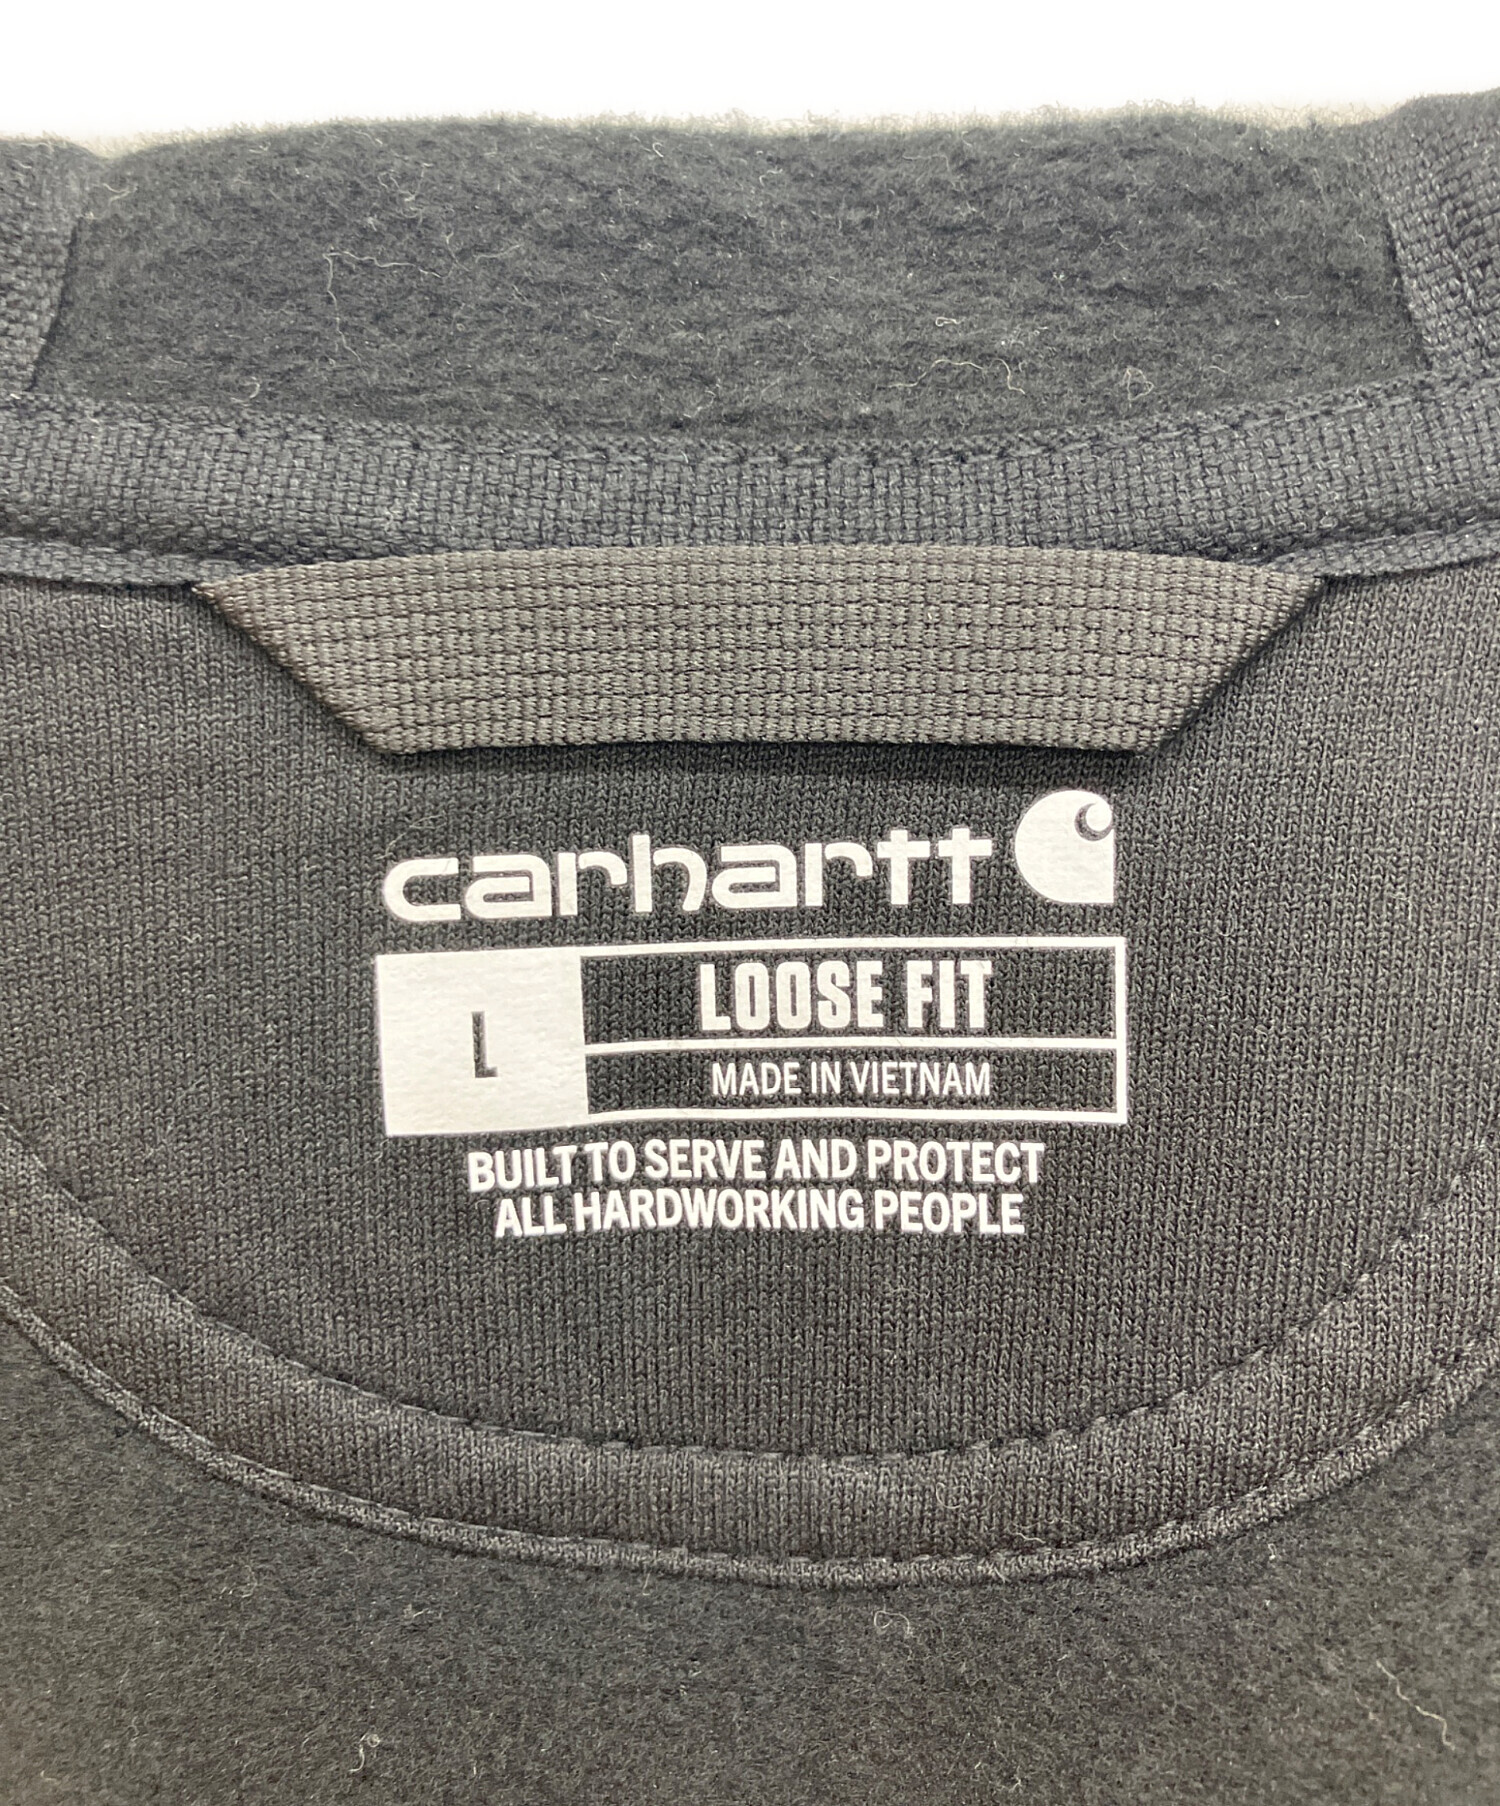 carhartt
L
LOOSE FIT
MADE IN VIETNAM
BUILT TO SERVE AND PROTECT
ALL HARDWORKING PEOPLE